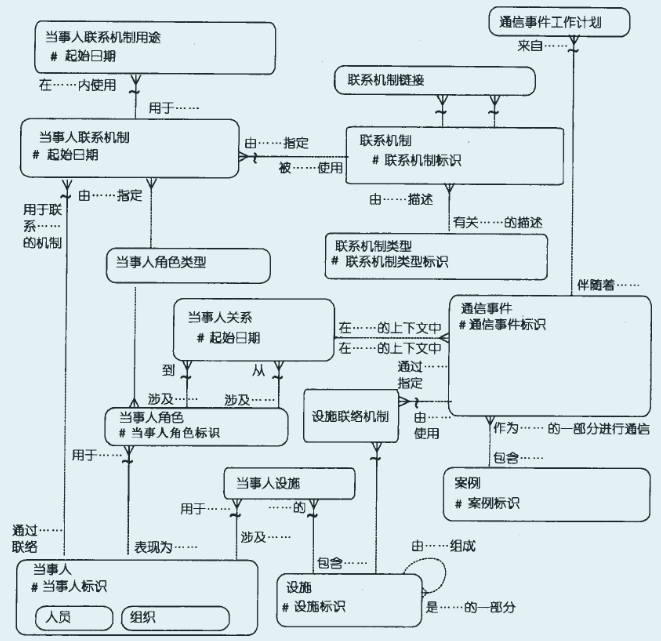 当事人联系机制用途
# 起始日期
通信事件工作计划
来自……
在……内使用
用于……
联系机制链接
当事人联系机制
# 起始日期
由……指定
被……使用
联系机制
# 联系机制标识
用于联
系……
的机制
由……指定
由……描述
有关……的描述
当事人角色类型
联系机制类型
# 联系机制类型标识
伴随着……
当事人关系
# 起始日期
在……的上下文中
在……的上下文中
通信事件
# 通信事件标识
到
从
涉及……
涉及……
通过……
指定
当事人角色
# 当事人角色标识
设施联络机制
由……
使用
作为……的一部分进行通信
包含……
用于……
当事人设施
案例
# 案例标识
用于……
……的
通过……
联络
表现为……
涉及……
包含……
由……组成
当事人
# 当事人标识
人员
组织
设施
# 设施标识
是……的一部分